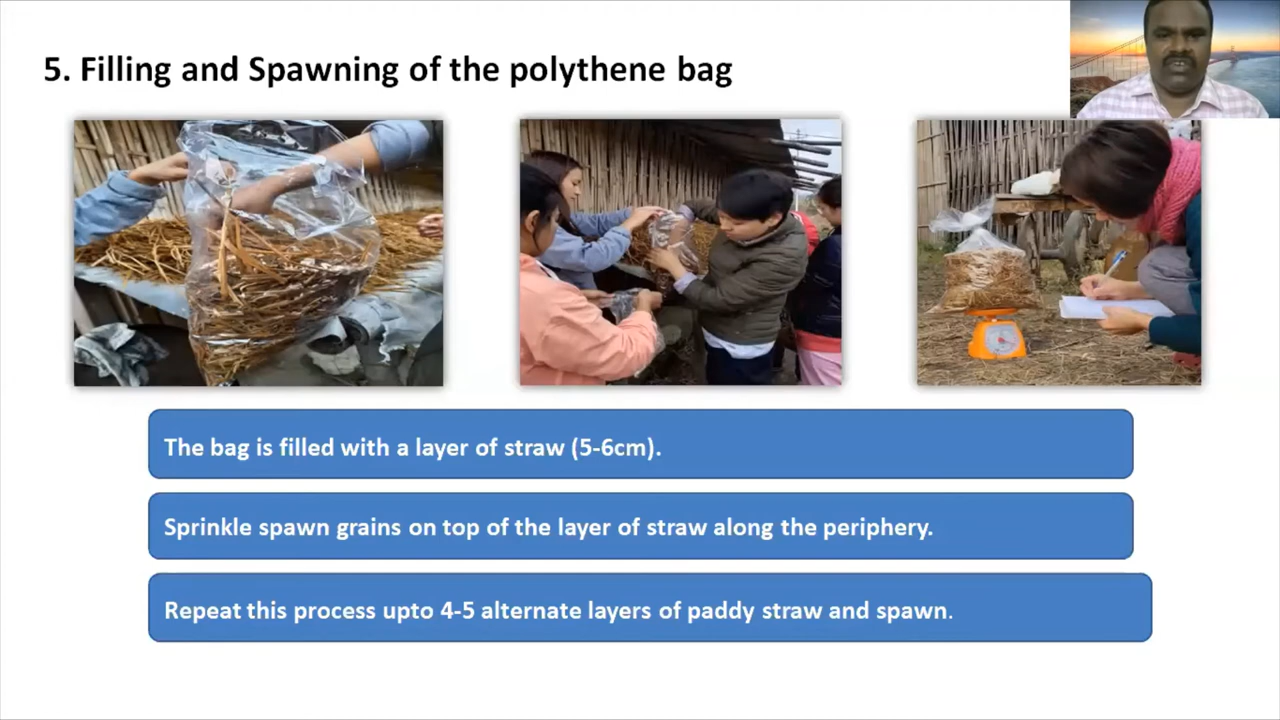 5. Filling and Spawning of the polythene bag
The bag is filled with a layer of straw (5-6cm).
Sprinkle spawn grains on top of the layer of straw along the periphery.
Repeat this process upto 4-5 alternate layers of paddy straw and spawn.